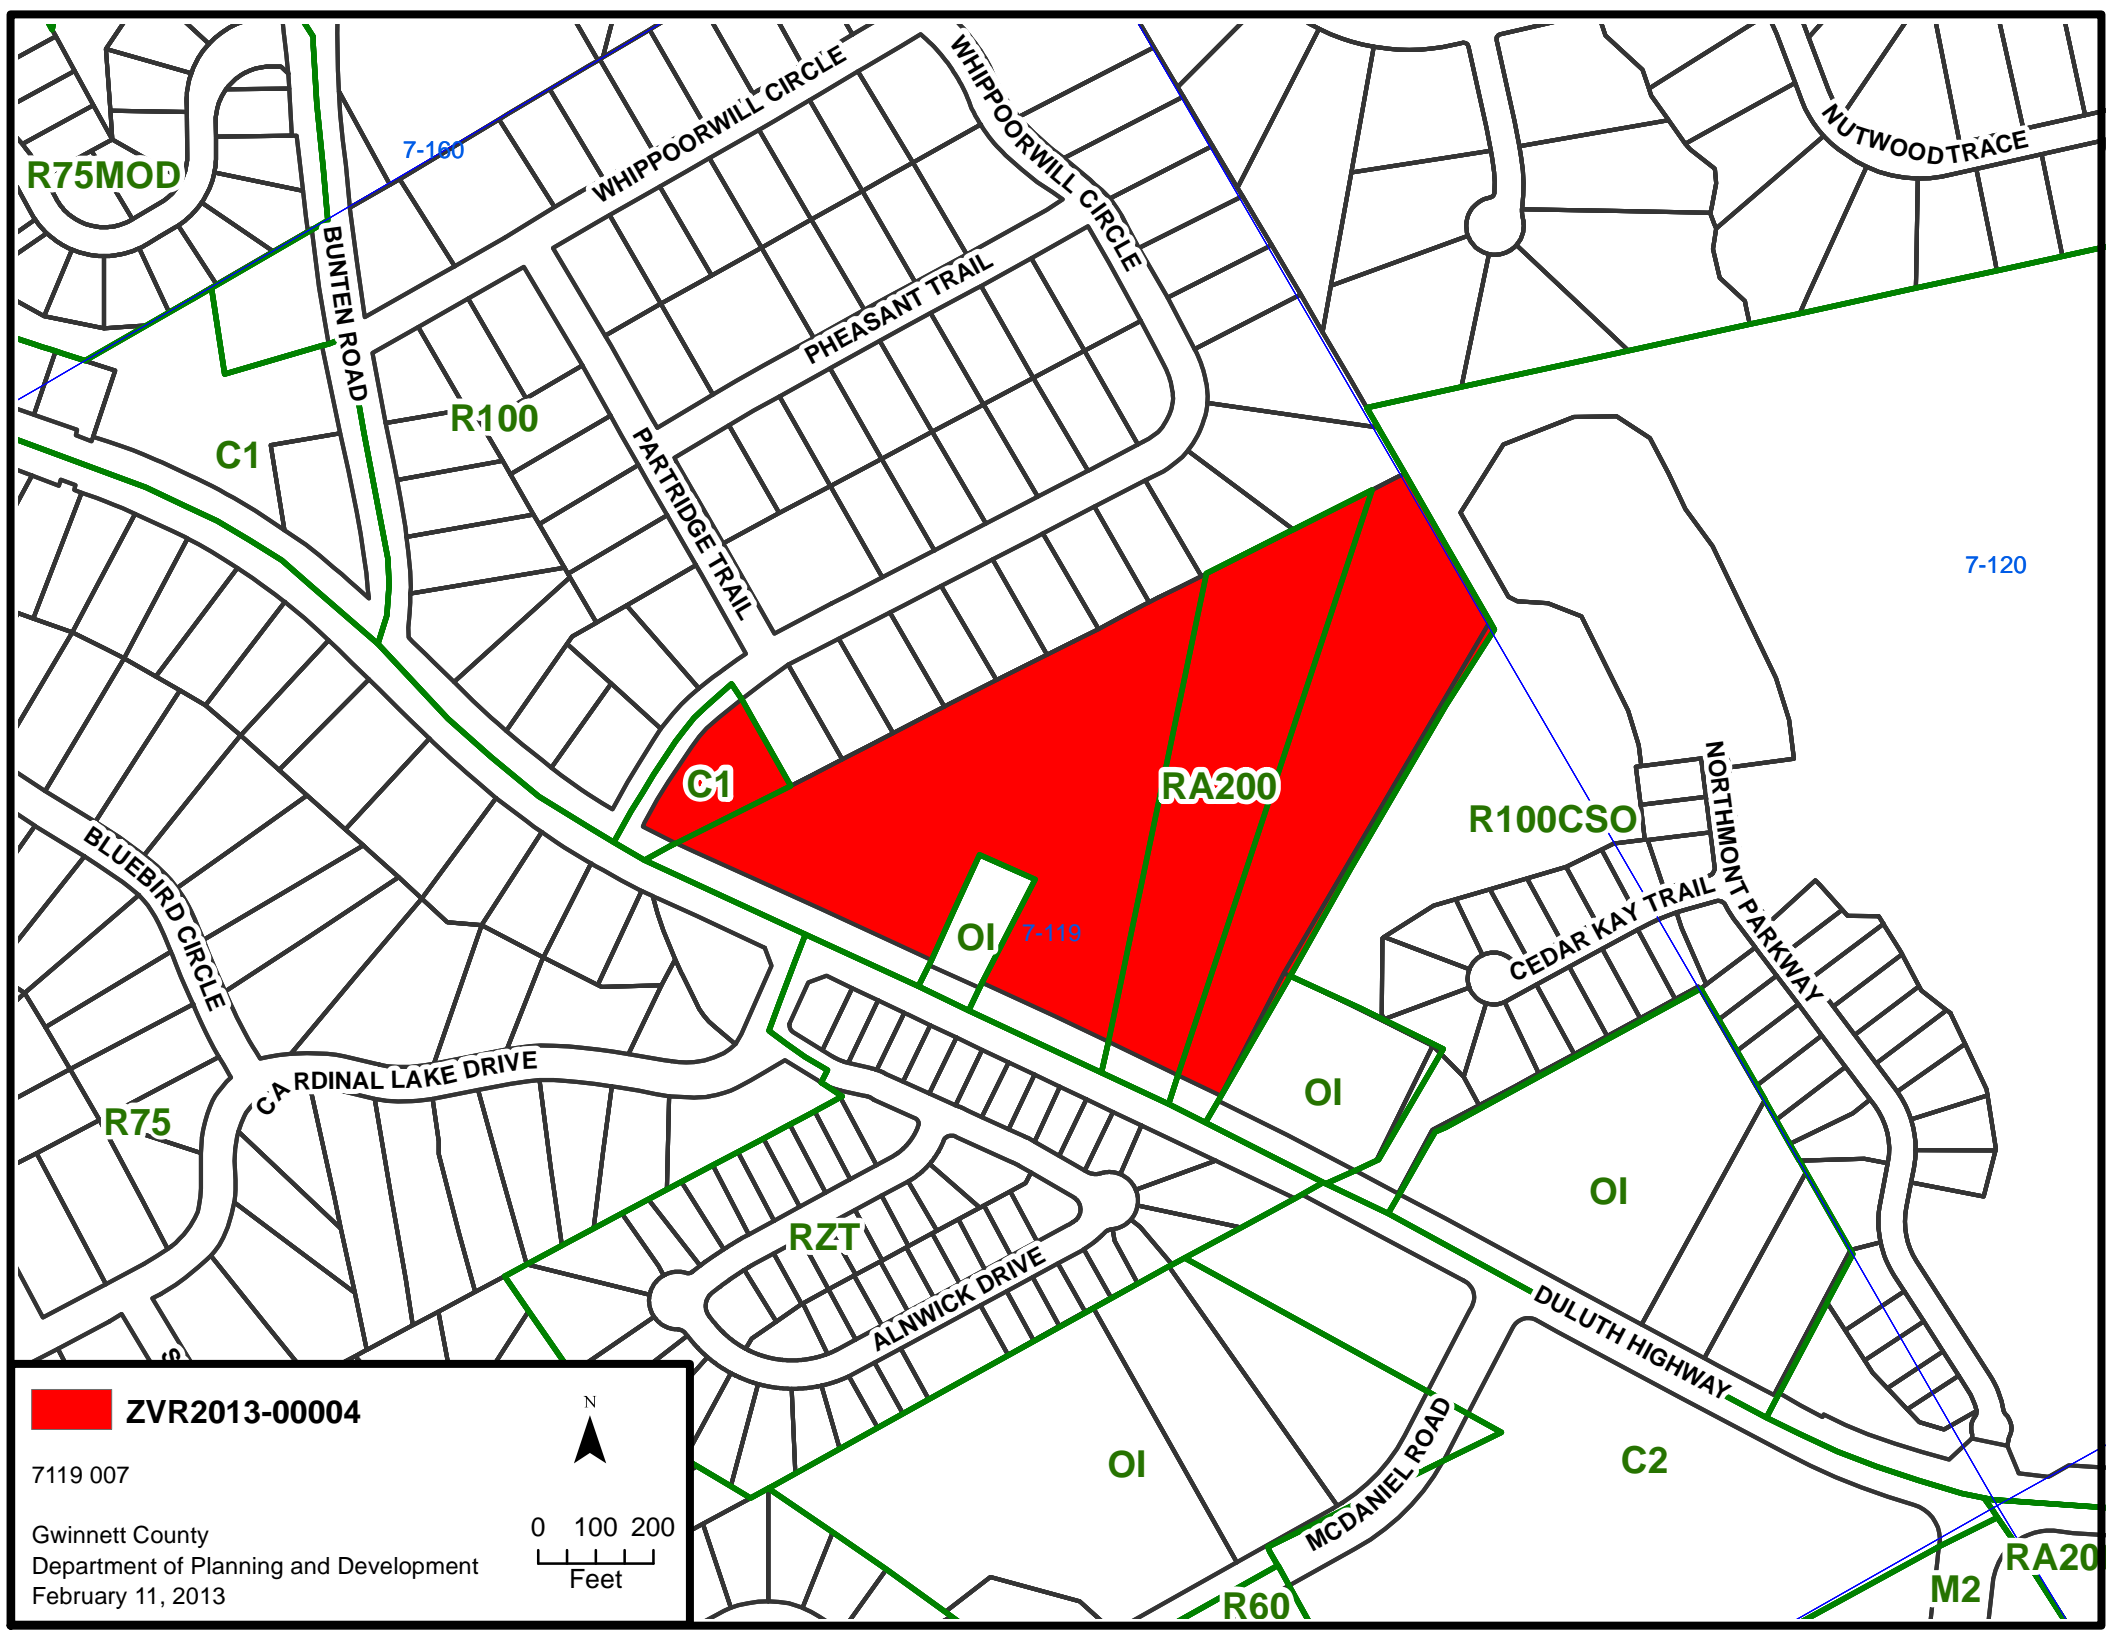 WHIPPOORWILL CIRCLE
WHIPPOORWILL CIRCLE
NUTWOOD TRACE
7-160
R75MOD
BUNTEN ROAD
PHEASANT TRAIL
R100
C1
PARTRIDGE TRAIL
7-120
C1
RA200
R100CSO
NORTHMONT PARKWAY
BLUEBIRD CIRCLE
CEDAR KAY TRAIL
OI
7-119
CARDINAL LAKE DRIVE
OI
R75
OI
RZT
ALNWICK DRIVE
DULUTH HIGHWAY
S
MCDANIEL ROAD
OI
C2
RA20
M2
R60
ZVR2013-00004
N
7119 007
0 100 200
Feet
Gwinnett County
Department of Planning and Development
February 11, 2013